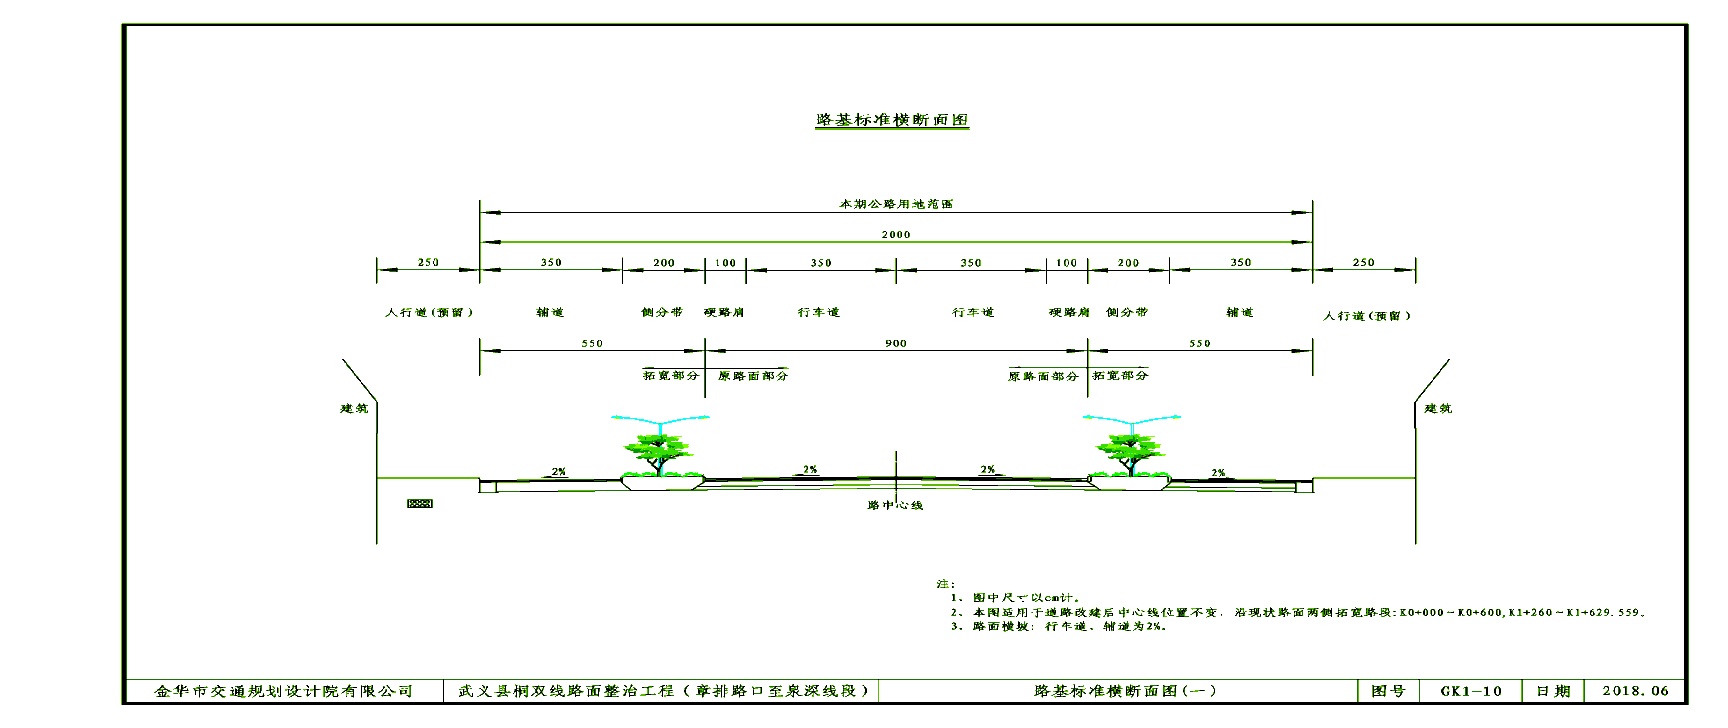 路基标准横断面图
本期公路用地范围
2000
250 350 200 100 350 350 100 200 350 250
人行道(预留) 辅道 侧分带 硬路肩 行车道 行车道 硬路肩 侧分带 辅道 人行道(预留)
550 900 550
拓宽部分 原路面部分 原路面部分 拓宽部分
建筑 建筑
2% 2% 2% 2%
路中心线
注:
1、图中尺寸以cm计。
2、本图适用于道路改建后中心线位置不变，沿现状路面两侧拓宽路段:K0+000~K0+600,K1+260~K1+629.559。
3、路面横坡：行车道、辅道为2%。
金华市交通规划设计院有限公司 武义县桐双线路面整治工程（章排路口至泉深线段） 路基标准横断面图(一) 图号 GK1-10 日期 2018.06